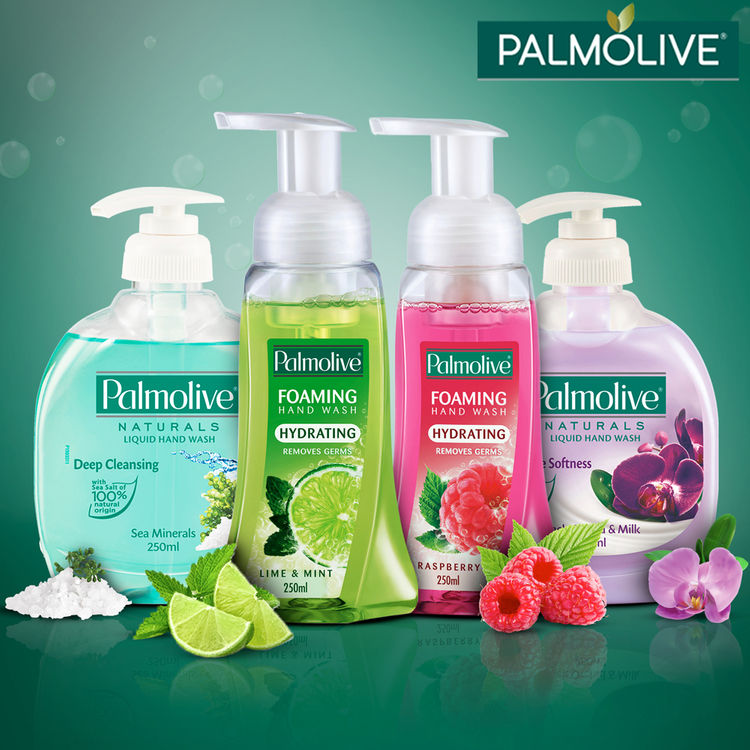 PALMOLIVE®
Palmolive®
NATURALS
LIQUID HAND WASH
Deep Cleansing
with
Sea Salt of
100%
natural
origin
Sea Minerals
250ml
Palmolive®
FOAMING
HAND WASH
HYDRATING
REMOVES GERMS
LIME & MINT
250ml
Palmolive®
FOAMING
HAND WASH
HYDRATING
REMOVES GERMS
RASPBERRY
250ml
Palmolive®
NATURALS
LIQUID HAND WASH
Softness
& Milk
ml